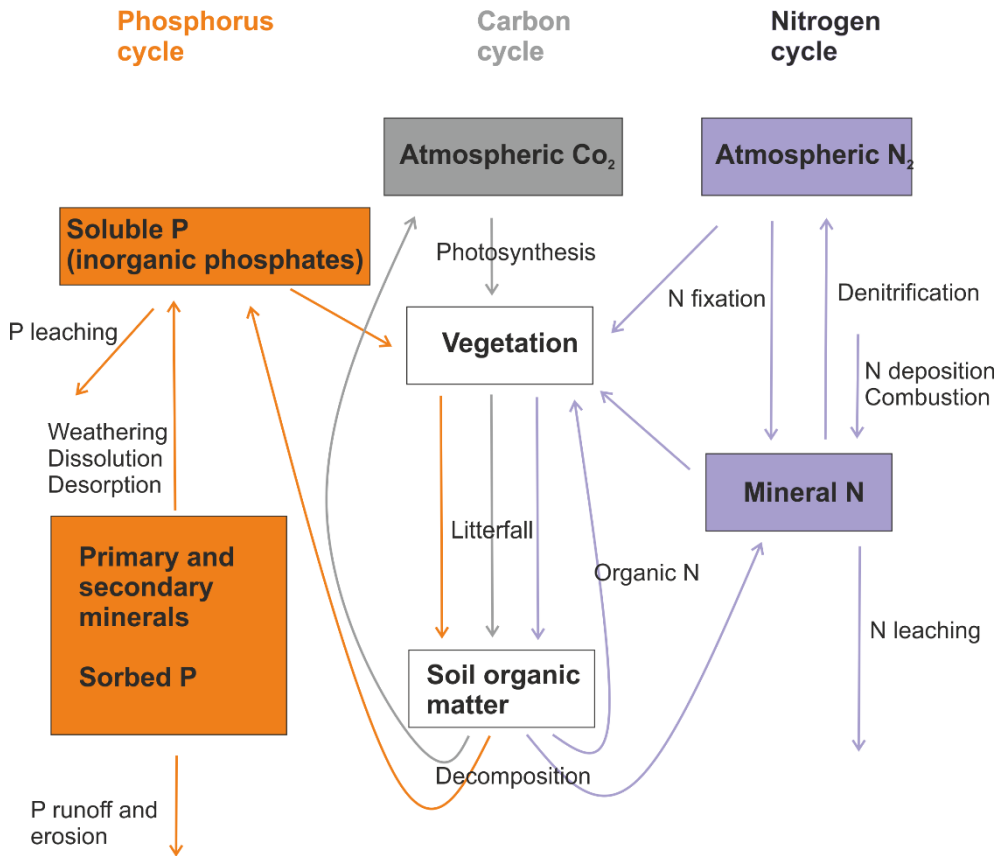 Phosphorus
cycle
Carbon
cycle
Nitrogen
cycle
Atmospheric Co₂
Atmospheric N₂
Soluble P
(inorganic phosphates)
Photosynthesis
N fixation
Denitrification
P leaching
Vegetation
N deposition
Combustion
Weathering
Dissolution
Desorption
Mineral N
Litterfall
Organic N
Primary and
secondary
minerals
Sorbed P
N leaching
Soil organic
matter
Decomposition
P runoff and
erosion